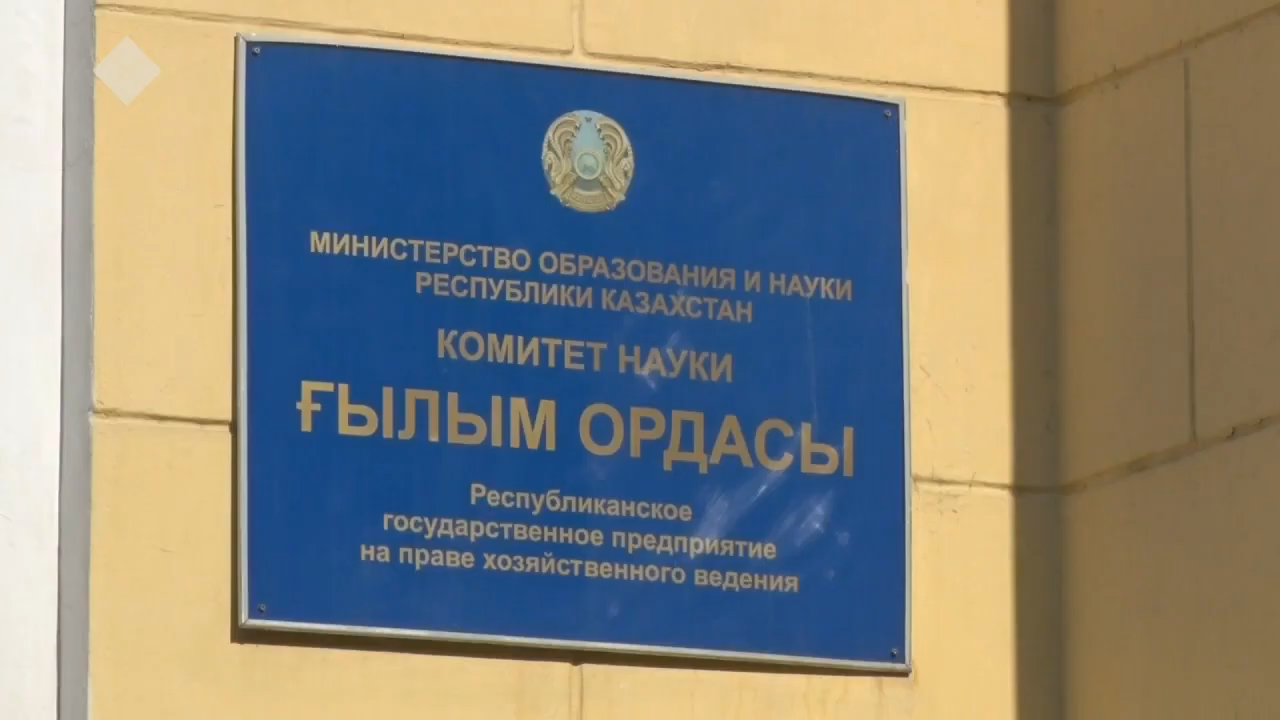 МИНИСТЕРСТВО ОБРАЗОВАНИЯ И НАУКИ
РЕСПУБЛИКИ КАЗАХСТАН
КОМИТЕТ НАУКИ
ҒЫЛЫМ ОРДАСЫ
Республиканское
государственное предприятие
на праве хозяйственного ведения